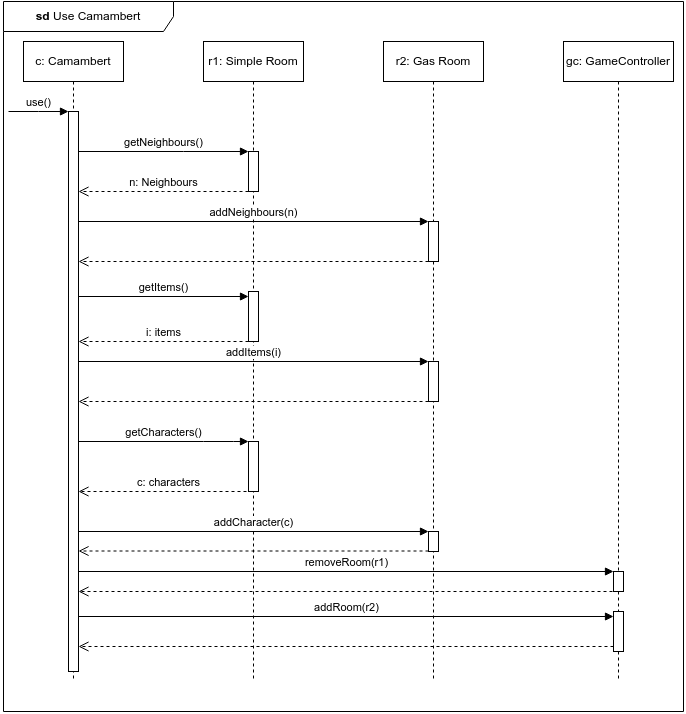 sd Use Camambert
c: Camambert
r1: Simple Room
r2: Gas Room
gc: GameController
use()
getNeighbours()
n: Neighbours
addNeighbours(n)
getItems()
i: items
addItems(i)
getCharacters()
c: characters
addCharacter(c)
removeRoom(r1)
addRoom(r2)